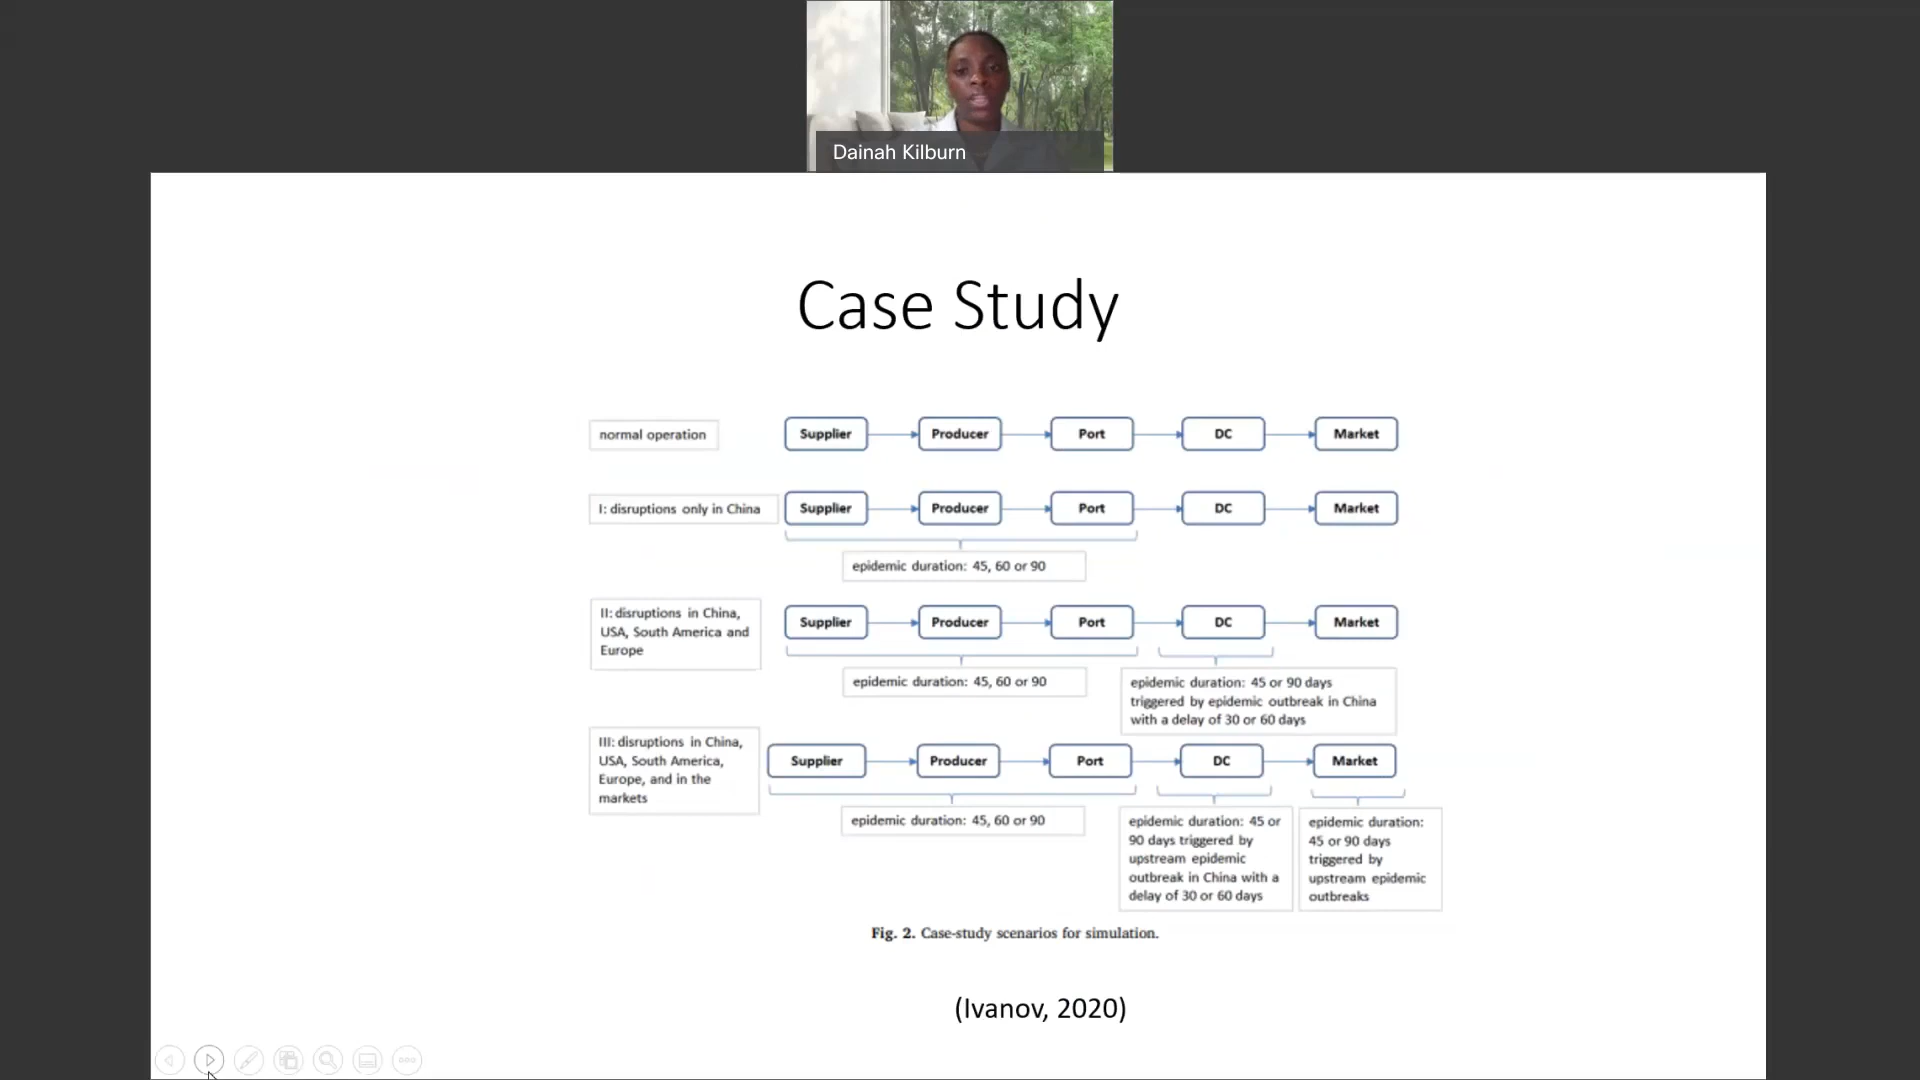 Dainah Kilburn
Case Study
normal operation
Supplier
Producer
Port
DC
Market
I: disruptions only in China
Supplier
Producer
Port
DC
Market
epidemic duration: 45, 60 or 90
II: disruptions in China,
USA, South America and
Europe
Supplier
Producer
Port
DC
Market
epidemic duration: 45, 60 or 90
epidemic duration: 45 or 90 days
triggered by epidemic outbreak in China
with a delay of 30 or 60 days
III: disruptions in China,
USA, South America,
Europe, and in the
markets
Supplier
Producer
Port
DC
Market
epidemic duration: 45, 60 or 90
epidemic duration: 45 or
90 days triggered by
upstream epidemic
outbreak in China with a
delay of 30 or 60 days
epidemic duration:
45 or 90 days
triggered by
upstream epidemic
outbreaks
Fig. 2. Case-study scenarios for simulation.
(Ivanov, 2020)